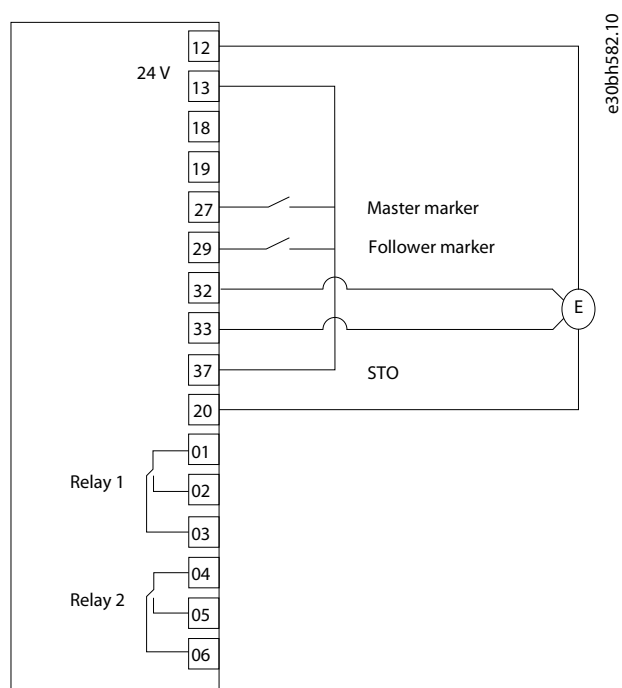 e30bh582.10
12
24 V
13
18
19
27
Master marker
29
Follower marker
32
E
33
37
STO
20
01
Relay 1
02
03
04
Relay 2
05
06